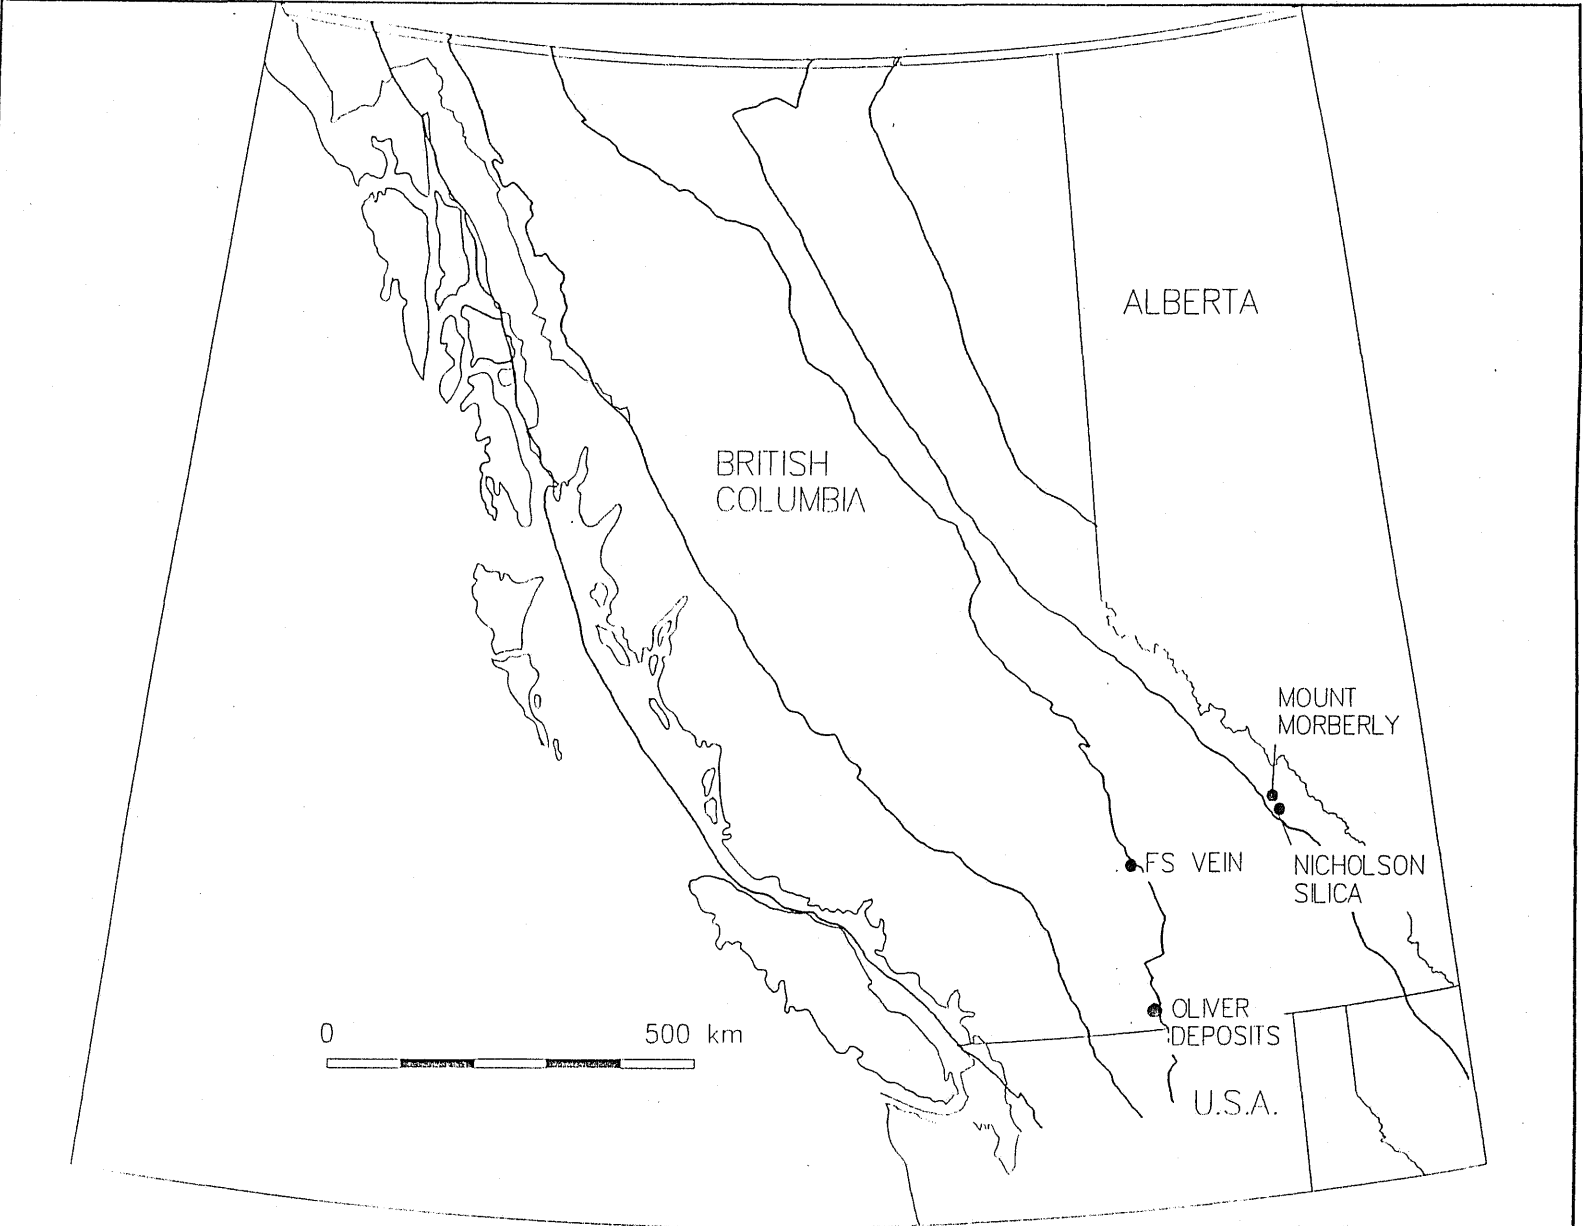 ALBERTA
BRITISH
COLUMBIA
MOUNT
MORBERLY
FS VEIN
NICHOLSON
SILICA
OLIVER
DEPOSITS
0 500 km
U.S.A.